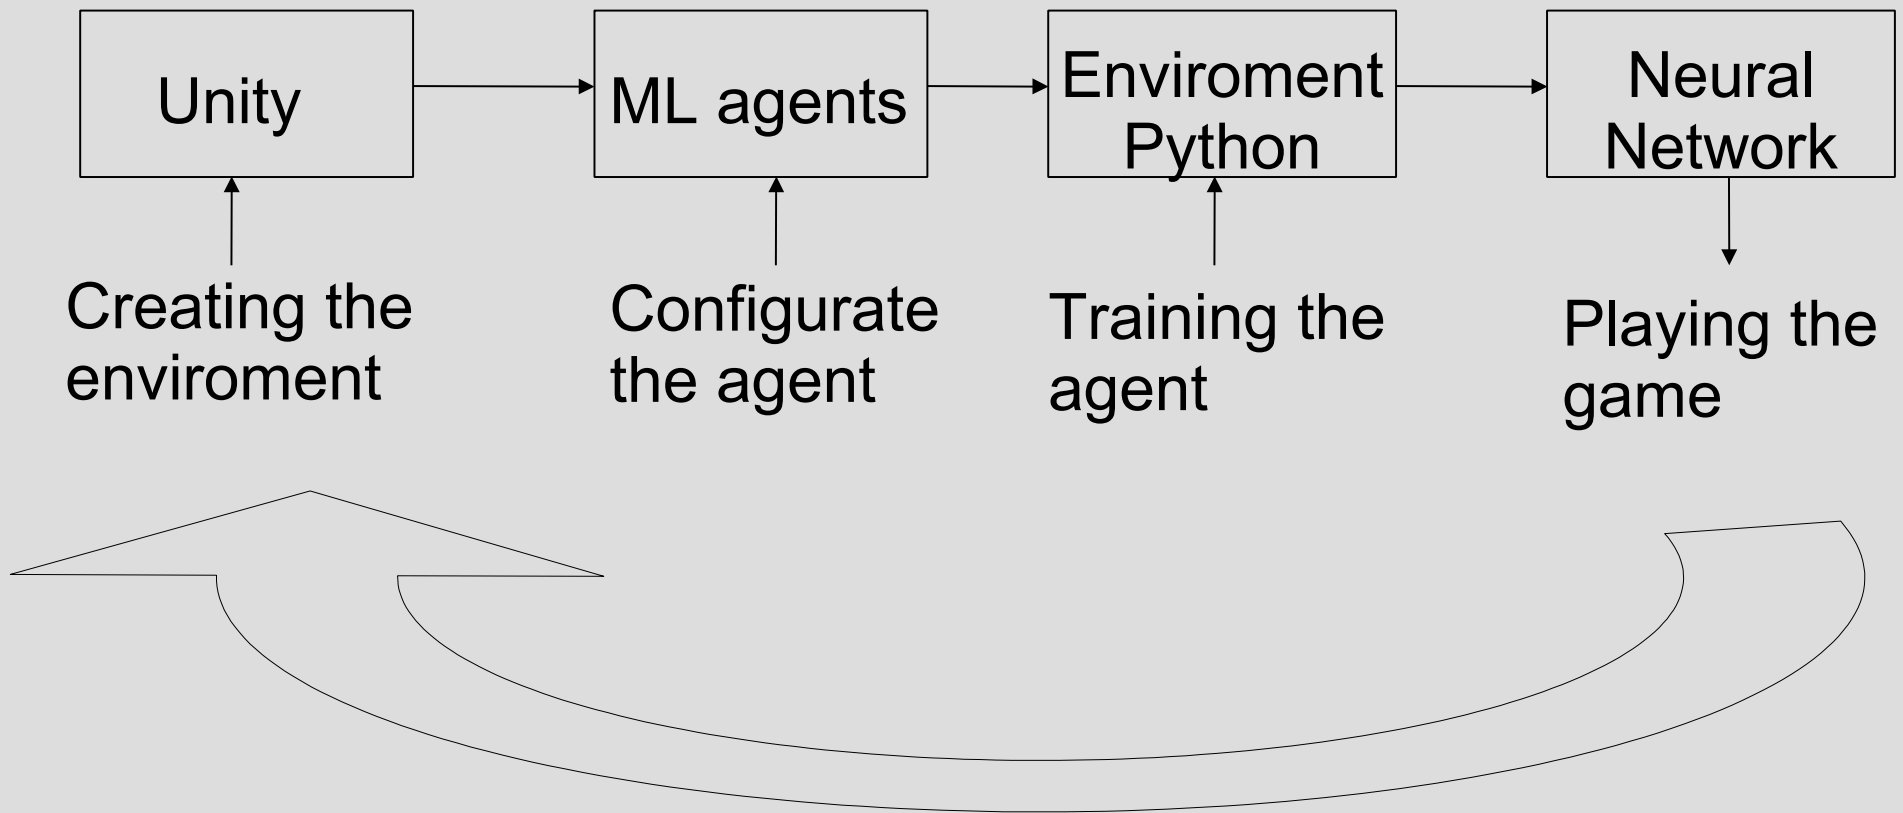 Unity
ML agents
Enviroment
Python
Neural
Network
Creating the
enviroment
Configurate
the agent
Training the
agent
Playing the
game